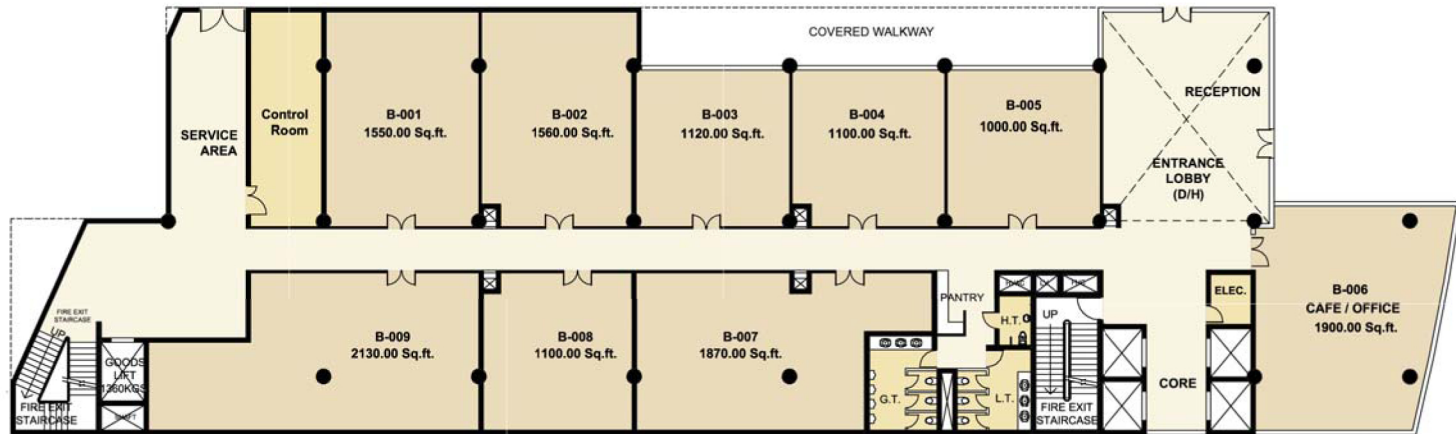 COVERED WALKWAY
RECEPTION
Control
Room
B-001
1550.00 Sq.ft.
B-002
1560.00 Sq.ft.
B-003
1120.00 Sq.ft.
B-004
1100.00 Sq.ft.
B-005
1000.00 Sq.ft.
SERVICE
AREA
ENTRANCE
LOBBY
(D/H)
B-006
CAFE / OFFICE
1900.00 Sq.ft.
ELEC.
PANTRY
H.T.
UP
FIRE EXIT
STAIRCASE
UP
B-009
2130.00 Sq.ft.
B-008
1100.00 Sq.ft.
B-007
1870.00 Sq.ft.
GOODS
LIFT
1360KGS
SHAFT
FIRE EXIT
STAIRCASE
G.T.
L.T.
FIRE EXIT
STAIRCASE
CORE